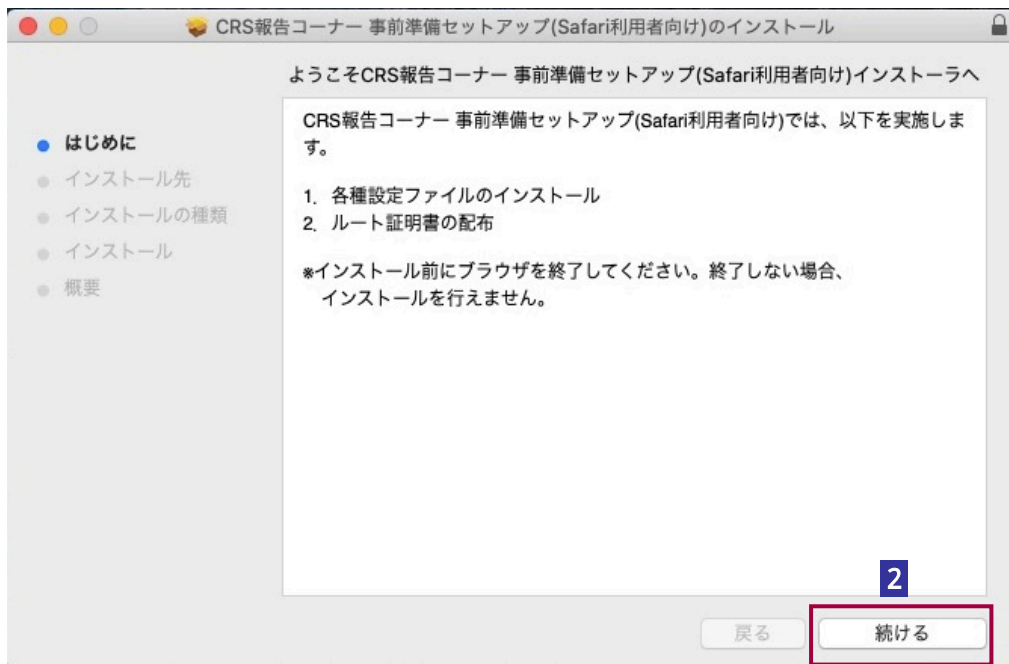 CRS報告コーナー 事前準備セットアップ(Safari利用者向け)のインストール
ようこそCRS報告コーナー 事前準備セットアップ(Safari利用者向け)インストーラへ
はじめに
インストール先
インストールの種類
インストール
概要
CRS報告コーナー 事前準備セットアップ(Safari利用者向け)では、以下を実施しま
す。
1. 各種設定ファイルのインストール
2. ルート証明書の配布
※インストール前にブラウザを終了してください。終了しない場合、
インストールを行えません。
2
戻る
続ける